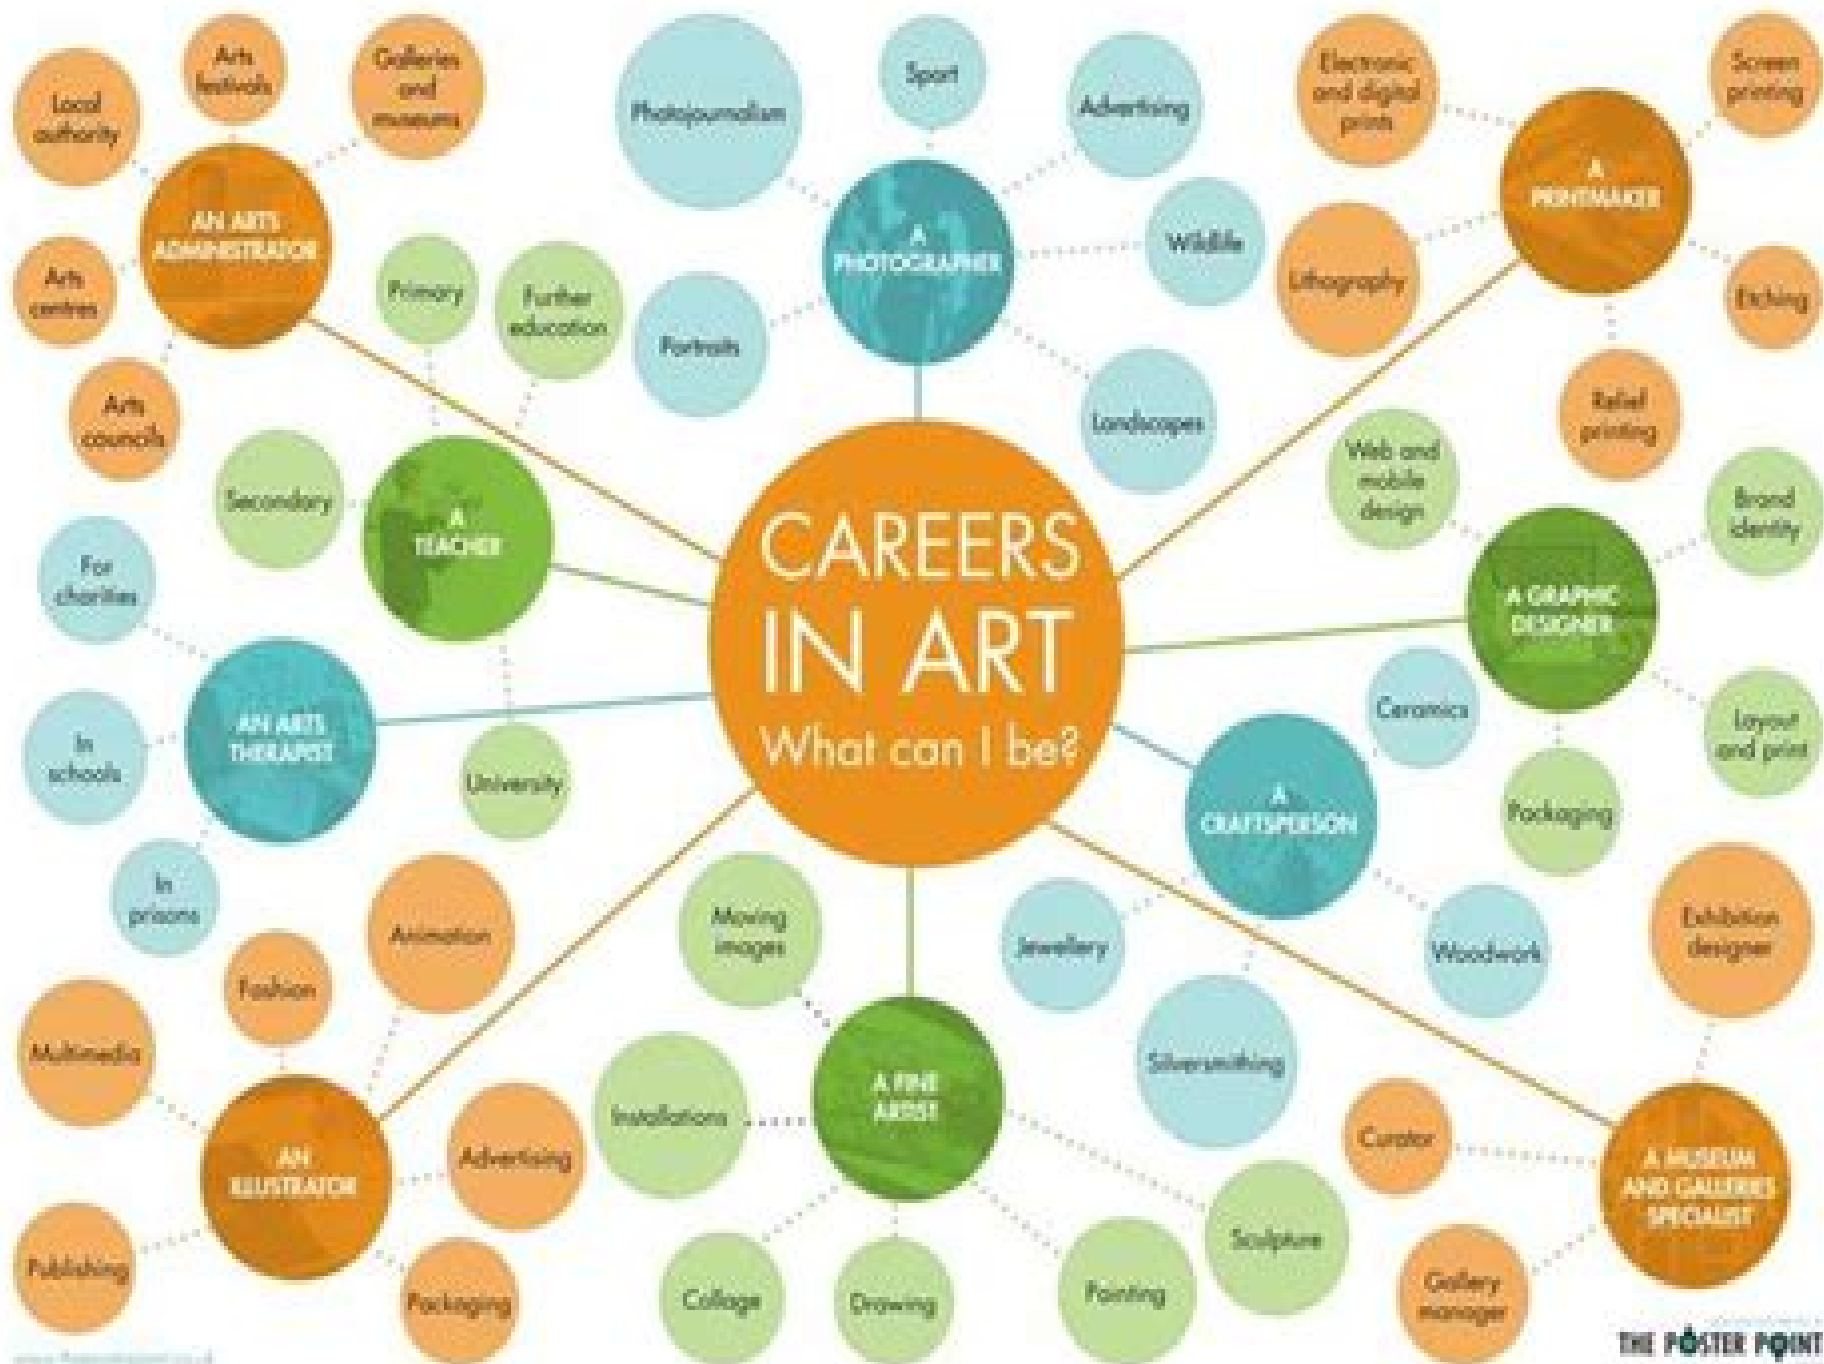 CAREERS
IN ART
What can I be?
AN ARTS
ADMINISTRATOR
Local
authority
Arts
festivals
Galleries
and
museums
Arts
centres
Arts
councils
A
PHOTOGRAPHER
Photojournalism
Sport
Advertising
Wildlife
Portraits
Landscapes
A
PRINTMAKER
Electronic
and digital
prints
Screen
printing
Lithography
Etching
Relief
printing
A
TEACHER
Primary
Further
education
Secondary
University
A GRAPHIC
DESIGNER
Web and
mobile
design
Brand
identity
Layout
and print
Packaging
AN ARTS
THERAPIST
For
charities
In
schools
In
prisons
A
CRAFTSPERSON
Ceramics
Jewellery
Woodwork
Silversmithing
AN
ILLUSTRATOR
Animation
Fashion
Multimedia
Advertising
Publishing
Packaging
A FINE
ARTIST
Moving
images
Installations
Collage
Drawing
Painting
Sculpture
A MUSEUM
AND GALLERIES
SPECIALIST
Exhibition
designer
Curator
Gallery
manager
THE POSTER POINT